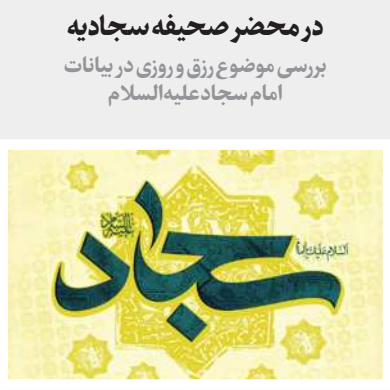 در محضر صحیفه سجادیه
بررسی موضوع رزق و روزی در بیانات
امام سجاد علیه‌السلام
سجاد
علیه السلام